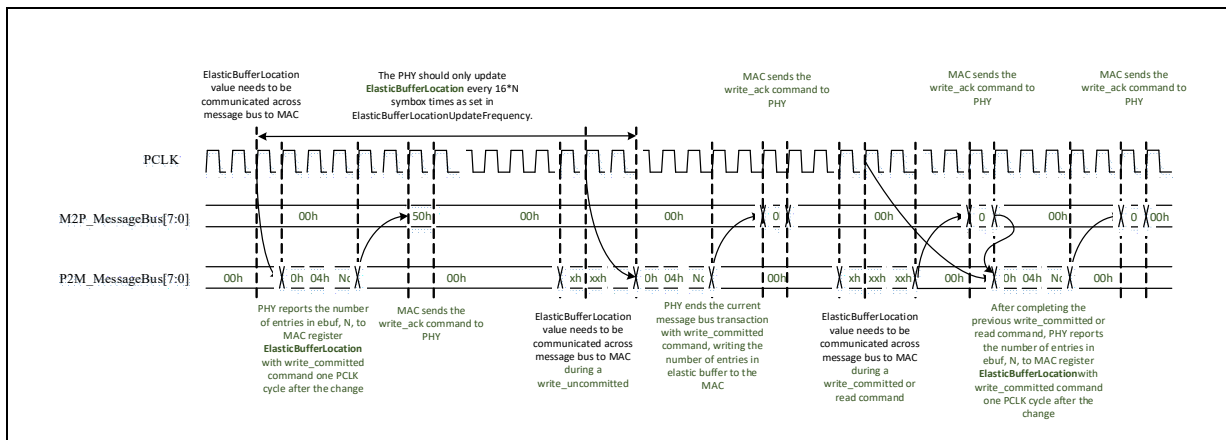 ElasticBufferLocation
value needs to be
communicated across
message bus to MAC
The PHY should only update
ElasticBufferLocation every 16*N
symbox times as set in
ElasticBufferLocationUpdateFrequency.
MAC sends the
write_ack command to
PHY
MAC sends the
write_ack command to
PHY
MAC sends the
write_ack command to
PHY
PCLK
M2P_MessageBus[7:0]
00h 50h 00h 00h 0 00h 0 00h 0 00h
P2M_MessageBus[7:0]
00h 0h 04h Nd 00h xh xxh 0h 04h Nd 00h xh xxh xxh 00h 0h 04h Nd 00h
PHY reports the number
of entries in ebuf, N, to
MAC register
ElasticBufferLocation
with write_committed
command one PCLK
cycle after the change
MAC sends the
write_ack command to
PHY
ElasticBufferLocation
value needs to be
communicated across
message bus to MAC
during a
write_uncommitted
PHY ends the current
message bus transaction
with write_committed
command, writing the
number of entries in
elastic buffer to the
MAC
ElasticBufferLocation
value needs to be
communicated across
message bus to MAC
during a
write_committed or
read command
After completing the
previous write_committed or
read command, PHY reports
the number of entries in
ebuf, N, to MAC register
ElasticBufferLocationwith
write_committed command
one PCLK cycle after the
change